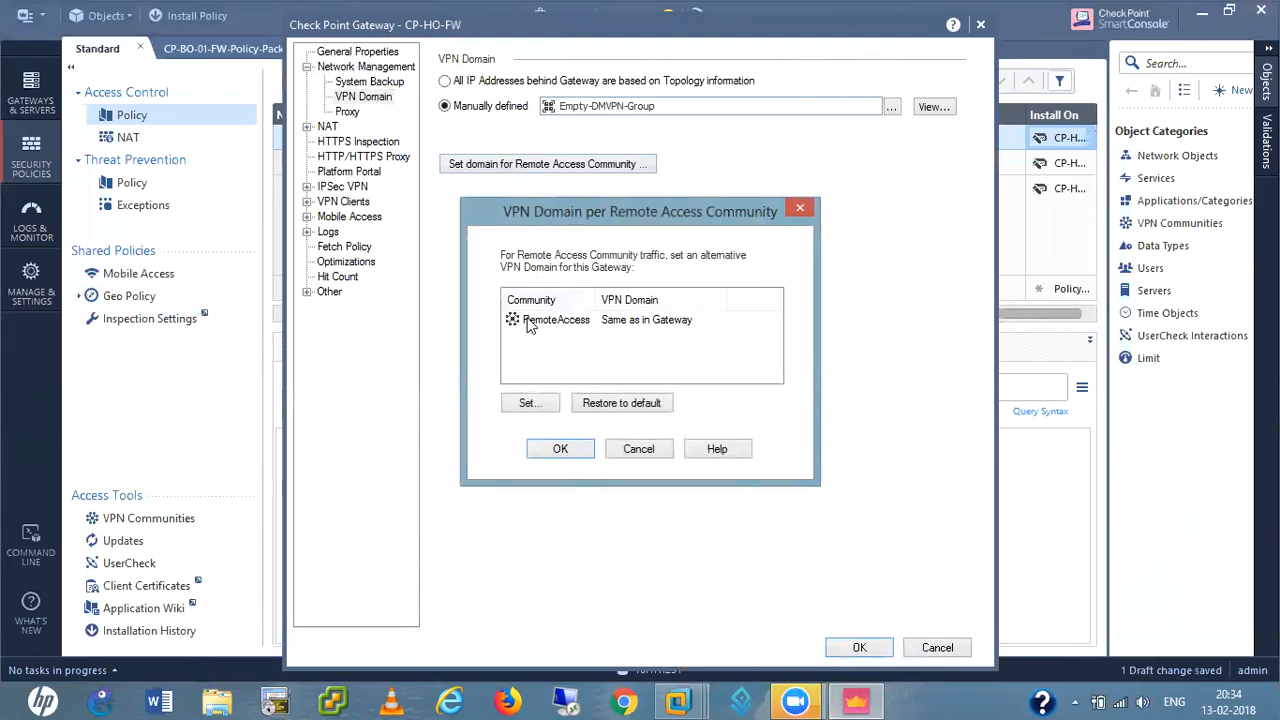 Objects
Install Policy
Check Point Gateway - CP-HO-FW
?
CHECK POINT
SmartConsole
Standard
CP-BO-01-FW-Policy-Pack
GATEWAYS
& SERVERS
SECURITY
POLICIES
LOGS &
MONITOR
MANAGE &
SETTINGS
COMMAND
LINE
WHAT'S
NEW
Access Control
Policy
NAT
Threat Prevention
Policy
Exceptions
Shared Policies
Mobile Access
Geo Policy
Inspection Settings
Access Tools
VPN Communities
Updates
UserCheck
Client Certificates
Application Wiki
Installation History
General Properties
Network Management
System Backup
VPN Domain
Proxy
NAT
HTTPS Inspection
HTTP/HTTPS Proxy
Platform Portal
IPSec VPN
VPN Clients
Mobile Access
Logs
Fetch Policy
Optimizations
Hit Count
Other
VPN Domain
All IP Addresses behind Gateway are based on Topology information
Manually defined
Empty-DMVPN-Group
...
View...
Set domain for Remote Access Community ...
VPN Domain per Remote Access Community
For Remote Access Community traffic, set an alternative
VPN Domain for this Gateway:
Community
VPN Domain
RemoteAccess
Same as in Gateway
Set...
Restore to default
OK
Cancel
Help
OK
Cancel
Install On
CP-H...
CP-H...
CP-H...
Policy...
Query Syntax
Search...
New
Object Categories
Network Objects
Services
Applications/Categories
VPN Communities
Data Types
Users
Servers
Time Objects
UserCheck Interactions
Limit
Objects
Validations
No tasks in progress
1 Draft change saved
admin
ENG
20:34
13-02-2018